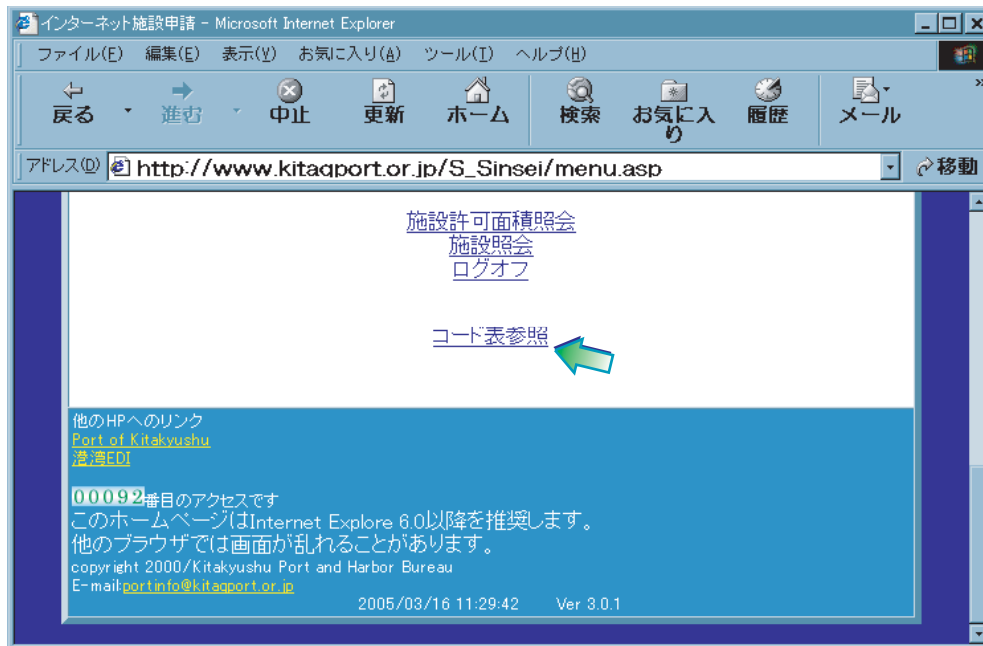 インターネット施設申請 - Microsoft Internet Explorer
ファイル(F) 編集(E) 表示(V) お気に入り(A) ツール(T) ヘルプ(H)
戻る 進む 中止 更新 ホーム 検索 お気に入り 履歴 メール »
アドレス(D) http://www.kitaqport.or.jp/S_Sinsei/menu.asp 移動
施設許可面積照会
施設照会
ログオフ
コード表参照
他のHPへのリンク
Port of Kitakyushu
港湾EDI
00092番目のアクセスです
このホームページはInternet Explore 6.0以降を推奨します。
他のブラウザでは画面が乱れることがあります。
copyright 2000/Kitakyushu Port and Harbor Bureau
E-mail:portinfo@kitaqport.or.jp
2005/03/16 11:29:42 Ver 3.0.1